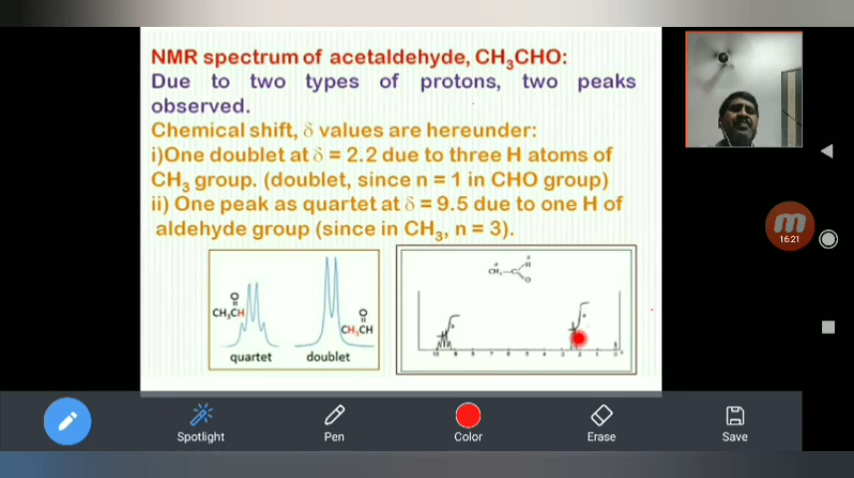 NMR spectrum of acetaldehyde, CH₃CHO:
Due to two types of protons, two peaks
observed.
Chemical shift, δ values are hereunder:
i)One doublet at δ = 2.2 due to three H atoms of
CH₃ group. (doublet, since n = 1 in CHO group)
ii) One peak as quartet at δ = 9.5 due to one H of
aldehyde group (since in CH₃, n = 3).
O
CH₃CH
quartet
O
CH₃CH
doublet
16:21
Spotlight
Pen
Color
Erase
Save